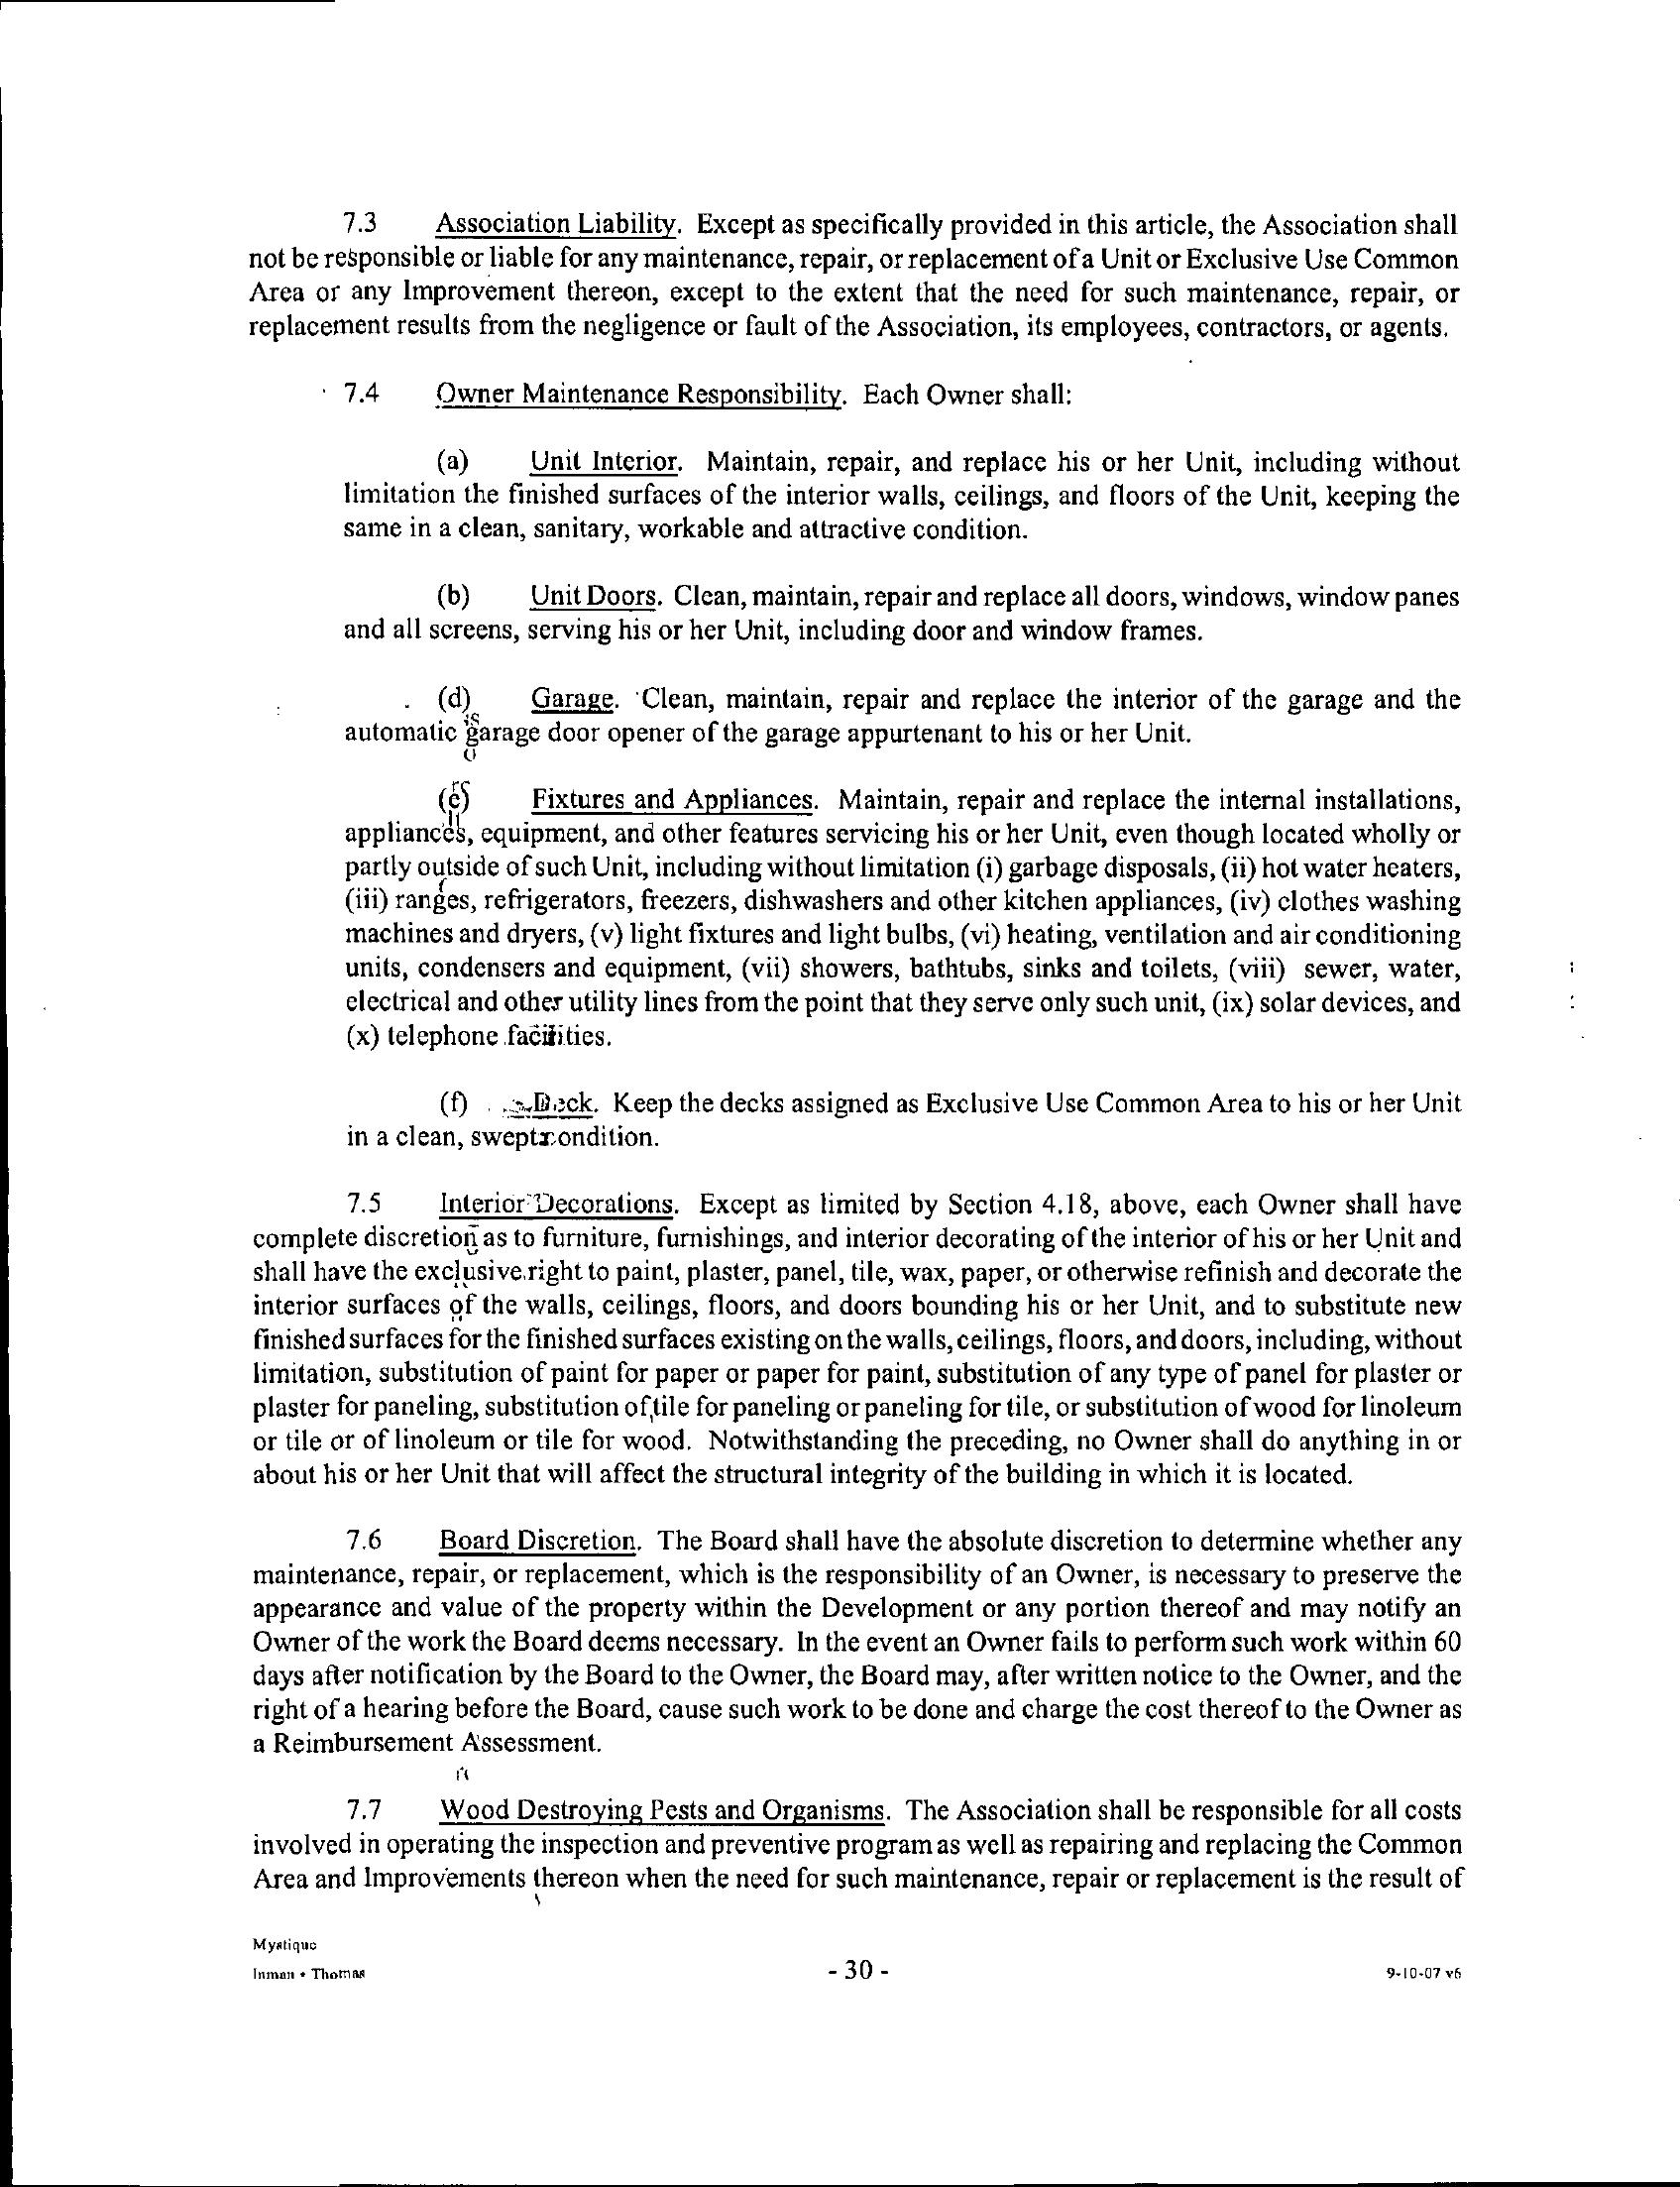 7.3 Association Liability. Except as specifically provided in this article, the Association shall
not be responsible or liable for any maintenance, repair, or replacement of a Unit or Exclusive Use Common
Area or any Improvement thereon, except to the extent that the need for such maintenance, repair, or
replacement results from the negligence or fault of the Association, its employees, contractors, or agents.
7.4 Owner Maintenance Responsibility. Each Owner shall:
(a) Unit Interior. Maintain, repair, and replace his or her Unit, including without
limitation the finished surfaces of the interior walls, ceilings, and floors of the Unit, keeping the
same in a clean, sanitary, workable and attractive condition.
(b) Unit Doors. Clean, maintain, repair and replace all doors, windows, window panes
and all screens, serving his or her Unit, including door and window frames.
(d) Garage. Clean, maintain, repair and replace the interior of the garage and the
automatic garage door opener of the garage appurtenant to his or her Unit.
(e) Fixtures and Appliances. Maintain, repair and replace the internal installations,
appliances, equipment, and other features servicing his or her Unit, even though located wholly or
partly outside of such Unit, including without limitation (i) garbage disposals, (ii) hot water heaters,
(iii) ranges, refrigerators, freezers, dishwashers and other kitchen appliances, (iv) clothes washing
machines and dryers, (v) light fixtures and light bulbs, (vi) heating, ventilation and air conditioning
units, condensers and equipment, (vii) showers, bathtubs, sinks and toilets, (viii) sewer, water,
electrical and other utility lines from the point that they serve only such unit, (ix) solar devices, and
(x) telephone facilities.
(f) Deck. Keep the decks assigned as Exclusive Use Common Area to his or her Unit
in a clean, swept condition.
7.5 Interior Decorations. Except as limited by Section 4.18, above, each Owner shall have
complete discretion as to furniture, furnishings, and interior decorating of the interior of his or her Unit and
shall have the exclusive right to paint, plaster, panel, tile, wax, paper, or otherwise refinish and decorate the
interior surfaces of the walls, ceilings, floors, and doors bounding his or her Unit, and to substitute new
finished surfaces for the finished surfaces existing on the walls, ceilings, floors, and doors, including, without
limitation, substitution of paint for paper or paper for paint, substitution of any type of panel for plaster or
plaster for paneling, substitution of tile for paneling or paneling for tile, or substitution of wood for linoleum
or tile or of linoleum or tile for wood. Notwithstanding the preceding, no Owner shall do anything in or
about his or her Unit that will affect the structural integrity of the building in which it is located.
7.6 Board Discretion. The Board shall have the absolute discretion to determine whether any
maintenance, repair, or replacement, which is the responsibility of an Owner, is necessary to preserve the
appearance and value of the property within the Development or any portion thereof and may notify an
Owner of the work the Board deems necessary. In the event an Owner fails to perform such work within 60
days after notification by the Board to the Owner, the Board may, after written notice to the Owner, and the
right of a hearing before the Board, cause such work to be done and charge the cost thereof to the Owner as
a Reimbursement Assessment.
7.7 Wood Destroying Pests and Organisms. The Association shall be responsible for all costs
involved in operating the inspection and preventive program as well as repairing and replacing the Common
Area and Improvements thereon when the need for such maintenance, repair or replacement is the result of
Mystique
Inman • Thomas - 30 - 9-10-07 v6